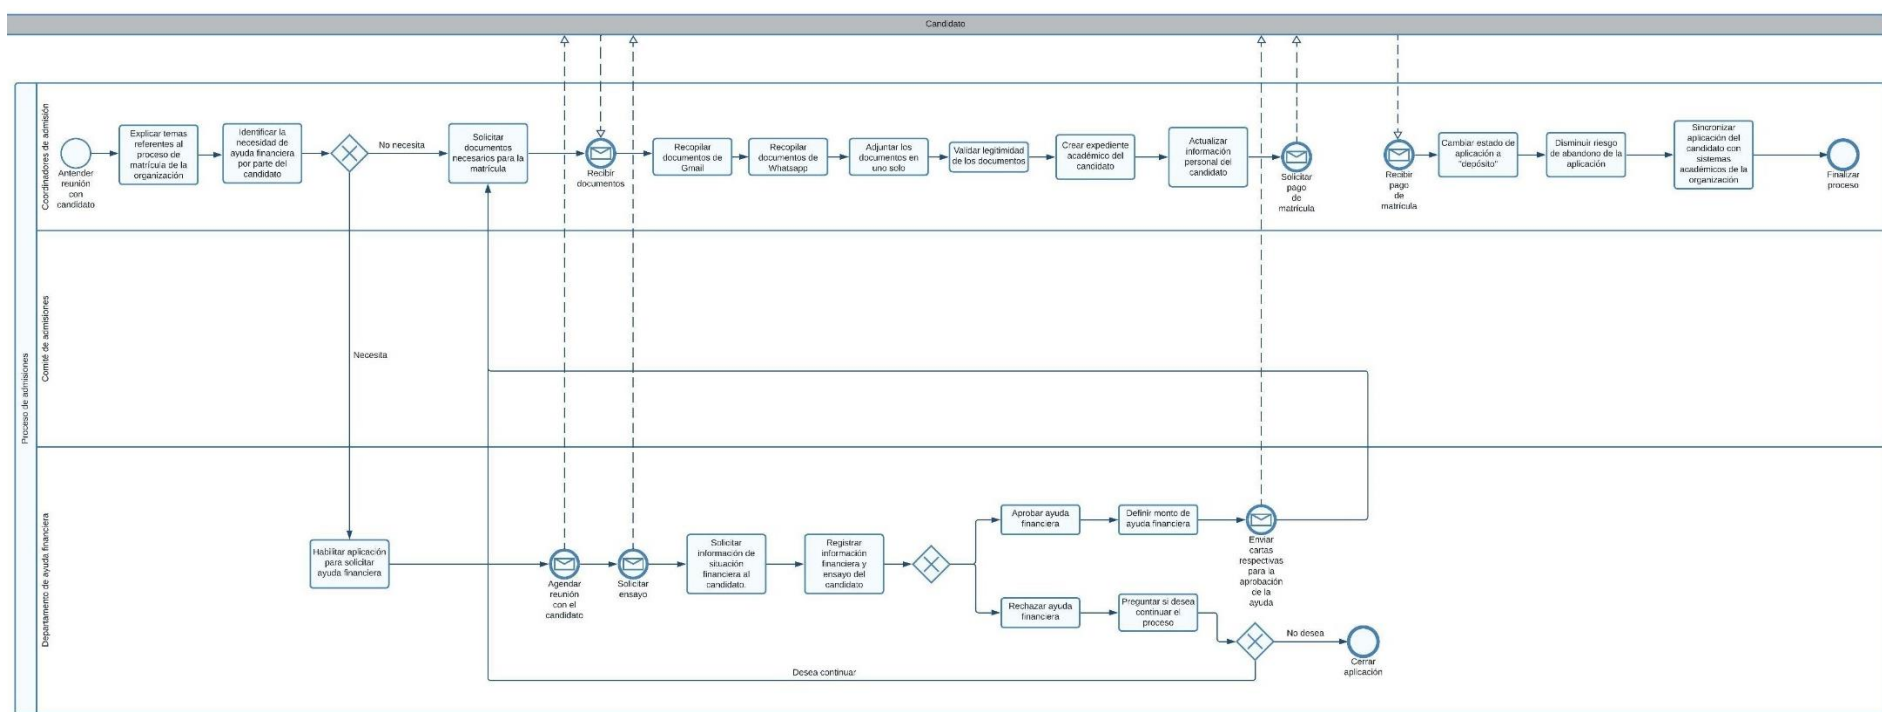 Candidato
Proceso de admisiones
Coordinadores de admisión
Antender
reunión
con
candidato
Explicar temas
referentes al
proceso de
matrícula de la
organización
Identificar la
necesidad de
ayuda financiera
por parte del
candidato
No necesita
Necesita
Solicitar
documentos
necesarios para la
matrícula
Recibir
documentos
Recopilar
documentos de
Gmail
Recopilar
documentos de
Whatsapp
Adjuntar los
documentos en
uno solo
Validar legitimidad
de los documentos
Crear expediente
académico del
candidato
Actualizar
información
personal del
candidato
Solicitar
pago
de
matrícula
Recibir
pago
de
matrícula
Cambiar estado de
aplicación a
"depósito"
Disminuir riesgo
de abandono de la
aplicación
Sincronizar
aplicación del
candidato con
sistemas
académicos de la
organización
Finalizar
proceso
Comité de admisiones
Departamento de ayuda financiera
Habilitar aplicación
para solicitar
ayuda financiera
Agendar
reunión
con el
candidato
Solicitar
ensayo
Solicitar
información de
situación
financiera al
candidato.
Registrar
información
financiera y
ensayo del
candidato
Aprobar ayuda
financiera
Definir monto de
ayuda financiera
Enviar
cartas
respectivas
para la
aprobación
de la
ayuda
Rechazar ayuda
financiera
Preguntar si desea
continuar el
proceso
No desea
Cerrar
aplicación
Desea continuar